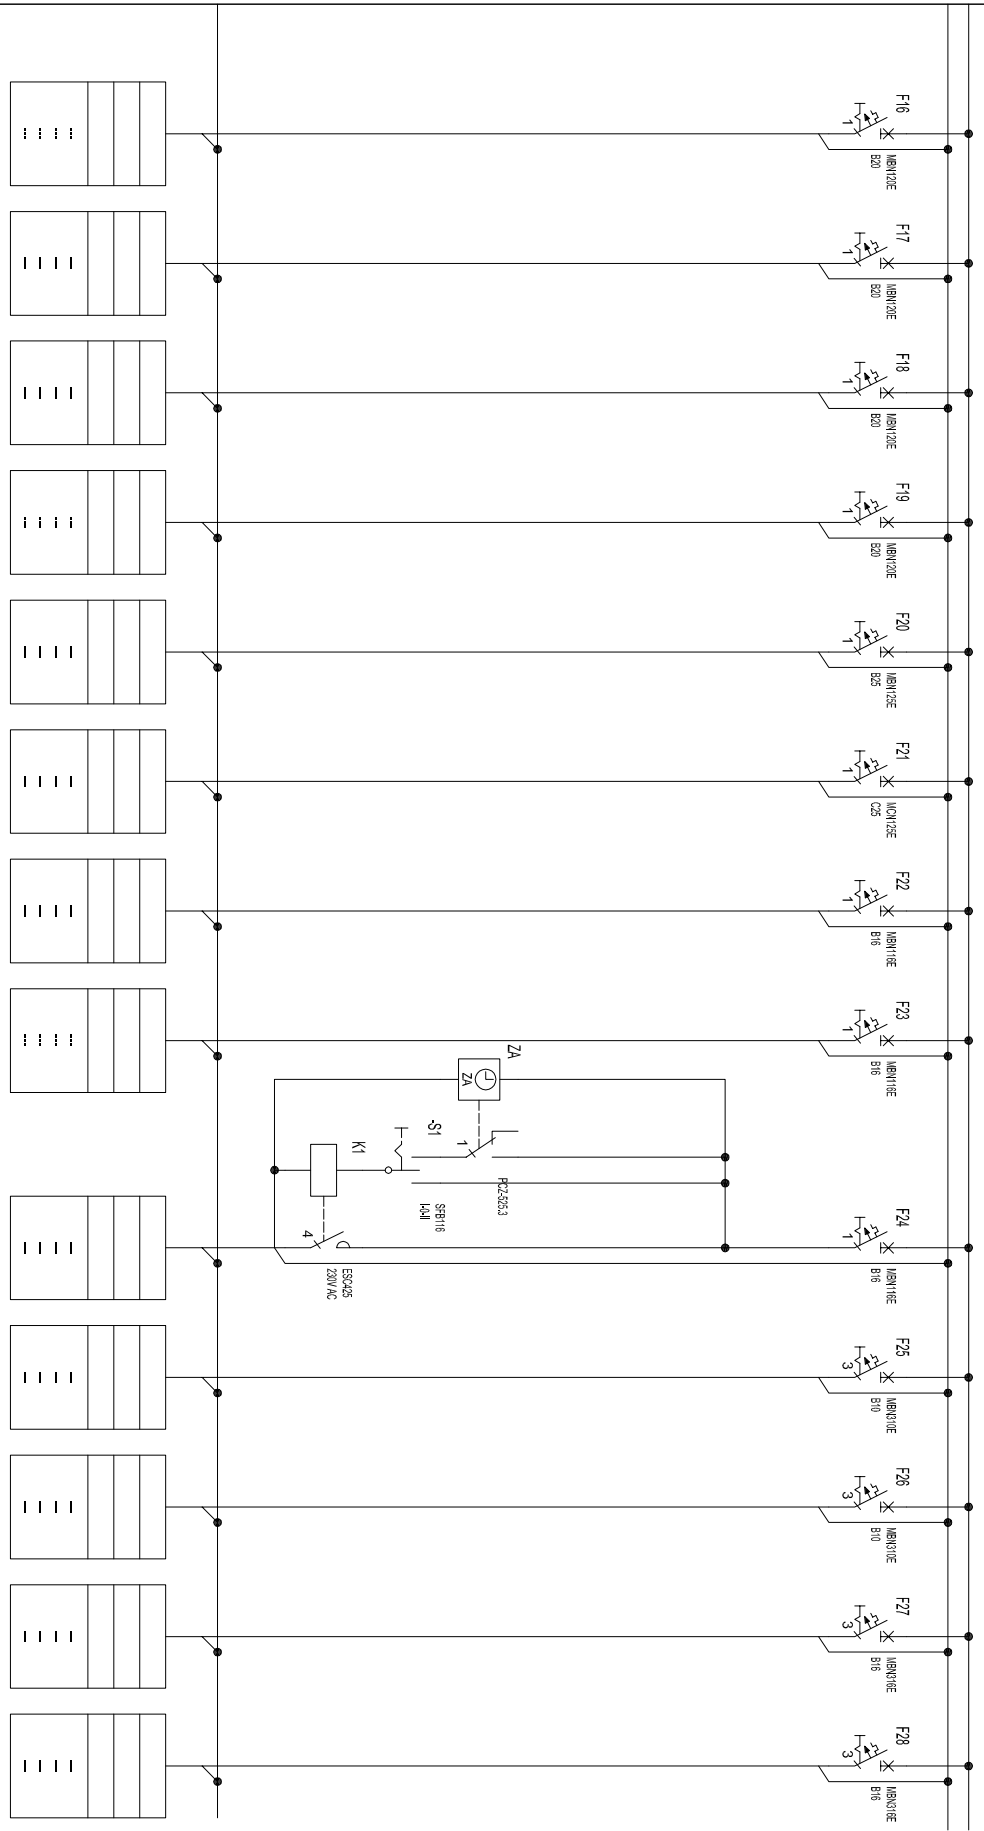 F16
1
MBN120E
B20
F17
1
MBN120E
B20
F18
1
MBN120E
B20
F19
1
MBN120E
B20
F20
1
MBN125E
B25
F21
1
MCN125E
C25
F22
1
MBN116E
B16
F23
1
MBN116E
B16
ZA
ZA
1
PCZ-525.3
-S1
SFB116
I-0-II
K1
4
ESC425
230V AC
F24
1
MBN116E
B16
F25
3
MBN310E
B10
F26
3
MBN310E
B10
F27
3
MBN316E
B16
F28
3
MBN316E
B16